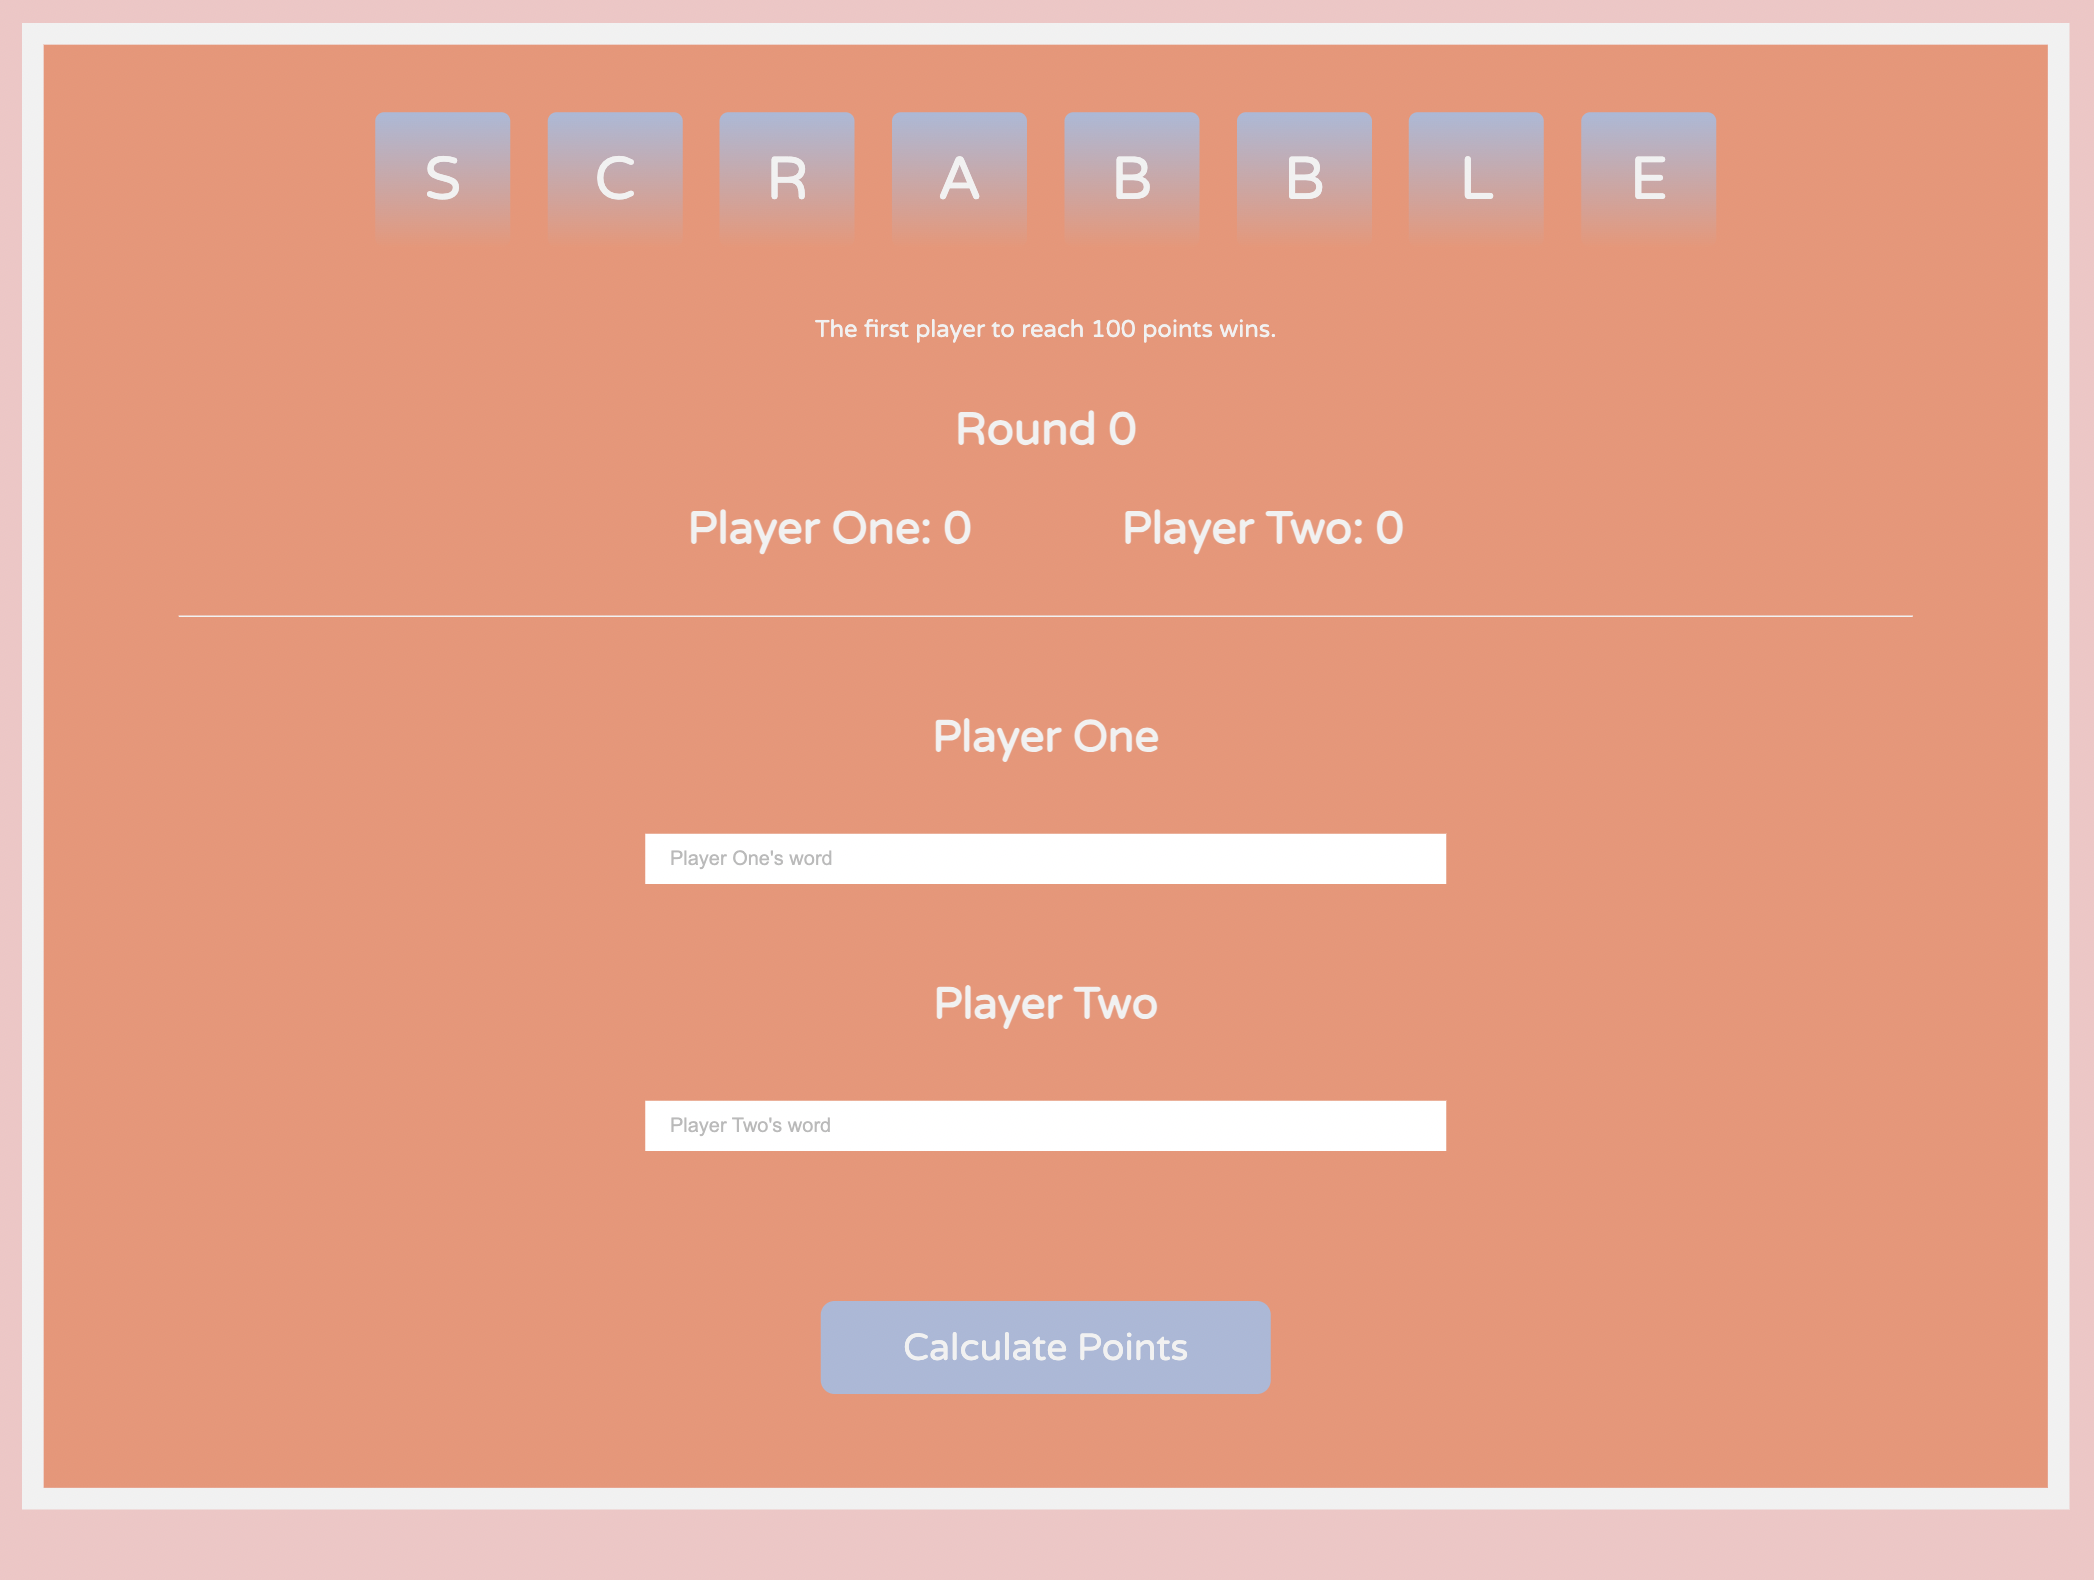 S C R A B B L E
The first player to reach 100 points wins.
Round 0
Player One: 0 Player Two: 0
Player One
Player One's word
Player Two
Player Two's word
Calculate Points